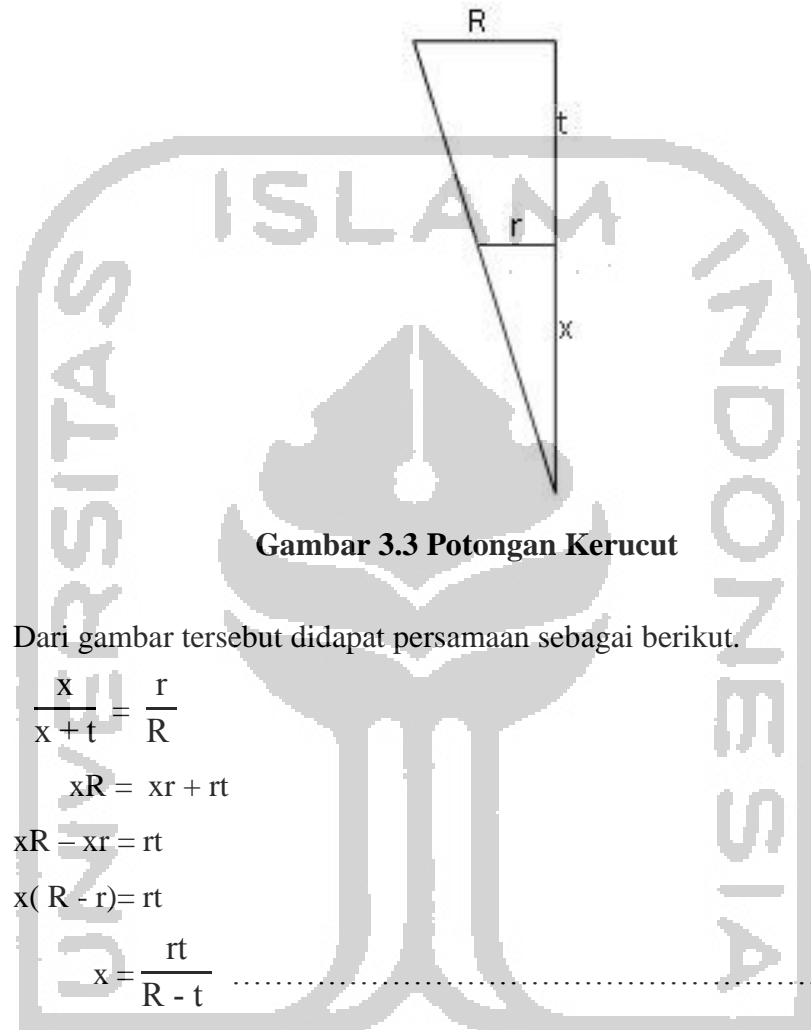 R
t
ISLAM
r
x
UNIVERSITAS
INDONESIA
Gambar 3.3 Potongan Kerucut
Dari gambar tersebut didapat persamaan sebagai berikut.
x/(x + t) = r/R
xR = xr + rt
xR – xr = rt
x( R - r)= rt
x = rt/(R - t) ....................................................